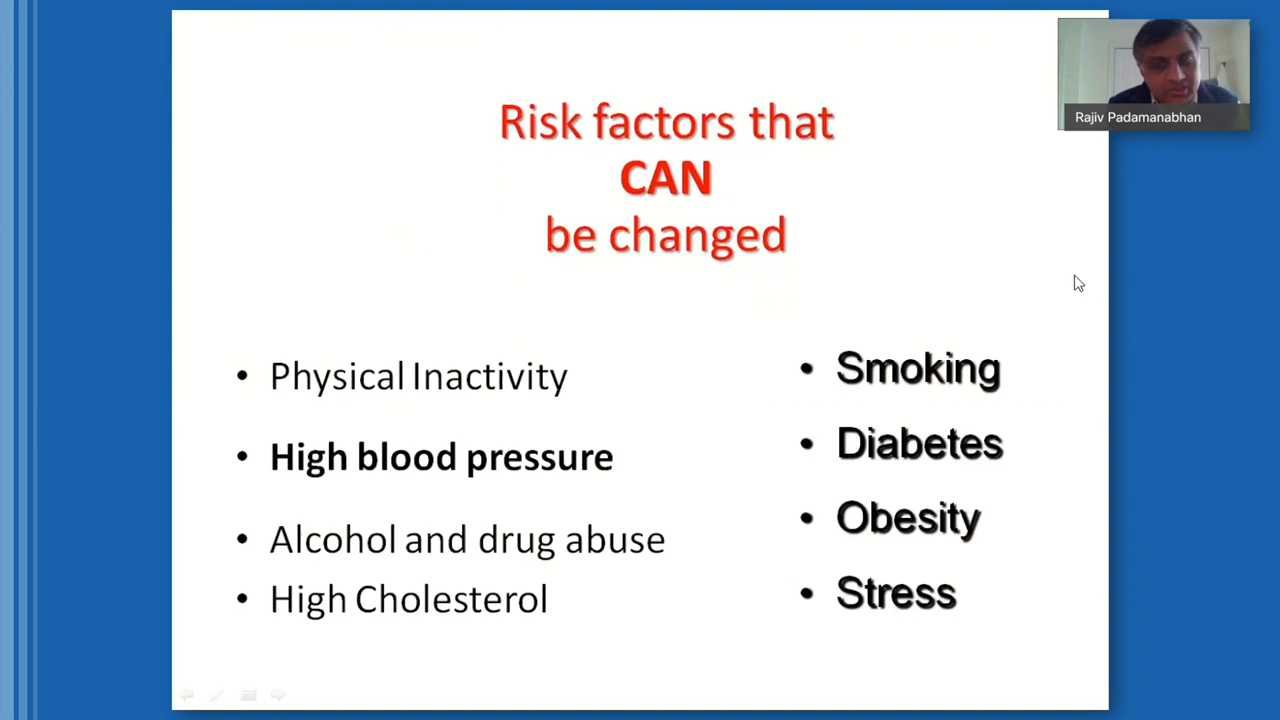 Risk factors that
CAN
be changed
Rajiv Padamanabhan
• Physical Inactivity
• High blood pressure
• Alcohol and drug abuse
• High Cholesterol
• Smoking
• Diabetes
• Obesity
• Stress